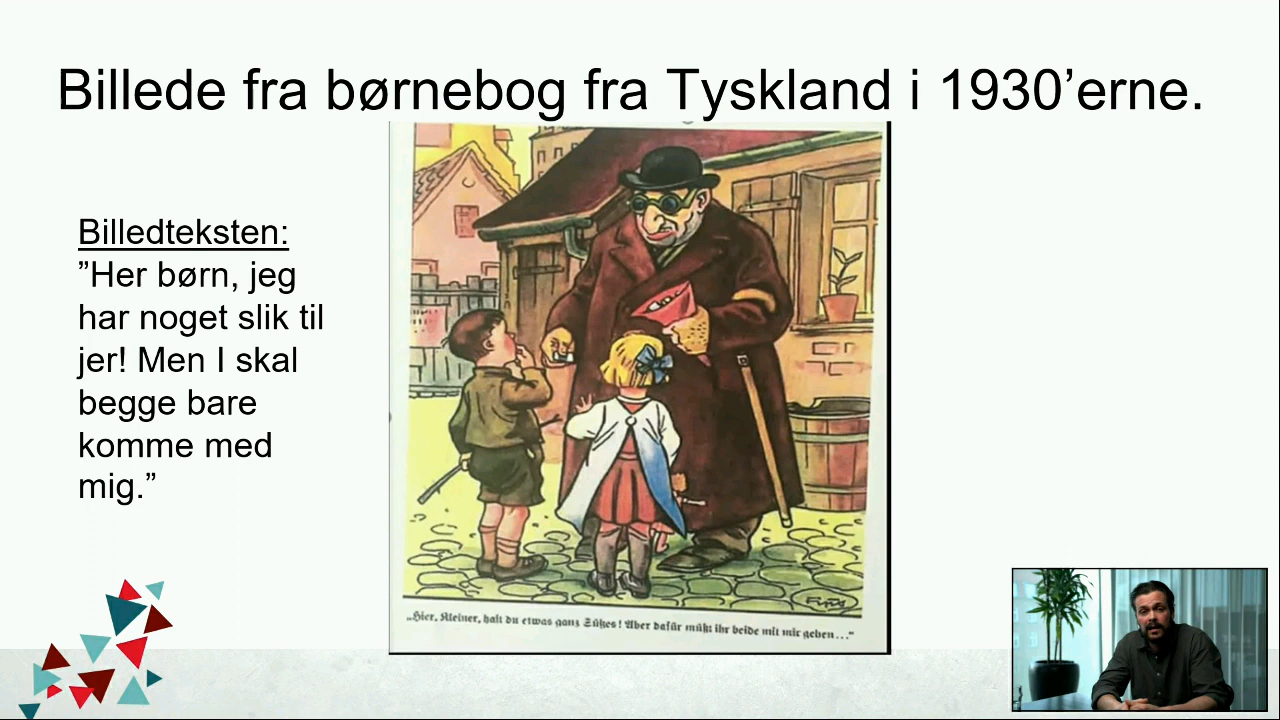 Billede fra børnebog fra Tyskland i 1930’erne.
Billedteksten:
”Her børn, jeg
har noget slik til
jer! Men I skal
begge bare
komme med
mig.”
„Hier, Kleiner, hast du etwas ganz Süßes! Aber dafür müßt ihr beide mit mir gehen...“
Fips